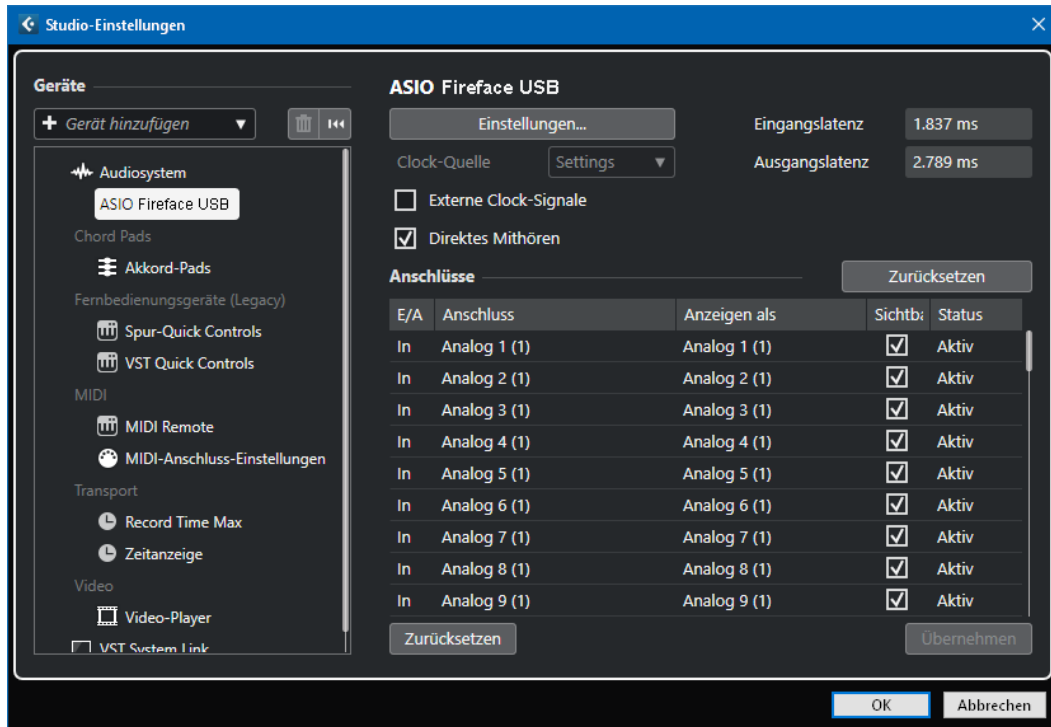 Studio-Einstellungen
Geräte
Gerät hinzufügen
Audiosystem
ASIO Fireface USB
Chord Pads
Akkord-Pads
Fernbedienungsgeräte (Legacy)
Spur-Quick Controls
VST Quick Controls
MIDI
MIDI Remote
MIDI-Anschluss-Einstellungen
Transport
Record Time Max
Zeitanzeige
Video
Video-Player
VST System Link
ASIO Fireface USB
Einstellungen... Eingangslatenz 1.837 ms
Clock-Quelle Settings Ausgangslatenz 2.789 ms
Externe Clock-Signale
Direktes Mithören
Anschlüsse Zurücksetzen
E/A Anschluss Anzeigen als Sichtba Status
In Analog 1 (1) Analog 1 (1) Aktiv
In Analog 2 (1) Analog 2 (1) Aktiv
In Analog 3 (1) Analog 3 (1) Aktiv
In Analog 4 (1) Analog 4 (1) Aktiv
In Analog 5 (1) Analog 5 (1) Aktiv
In Analog 6 (1) Analog 6 (1) Aktiv
In Analog 7 (1) Analog 7 (1) Aktiv
In Analog 8 (1) Analog 8 (1) Aktiv
In Analog 9 (1) Analog 9 (1) Aktiv
Zurücksetzen Übernehmen
OK Abbrechen